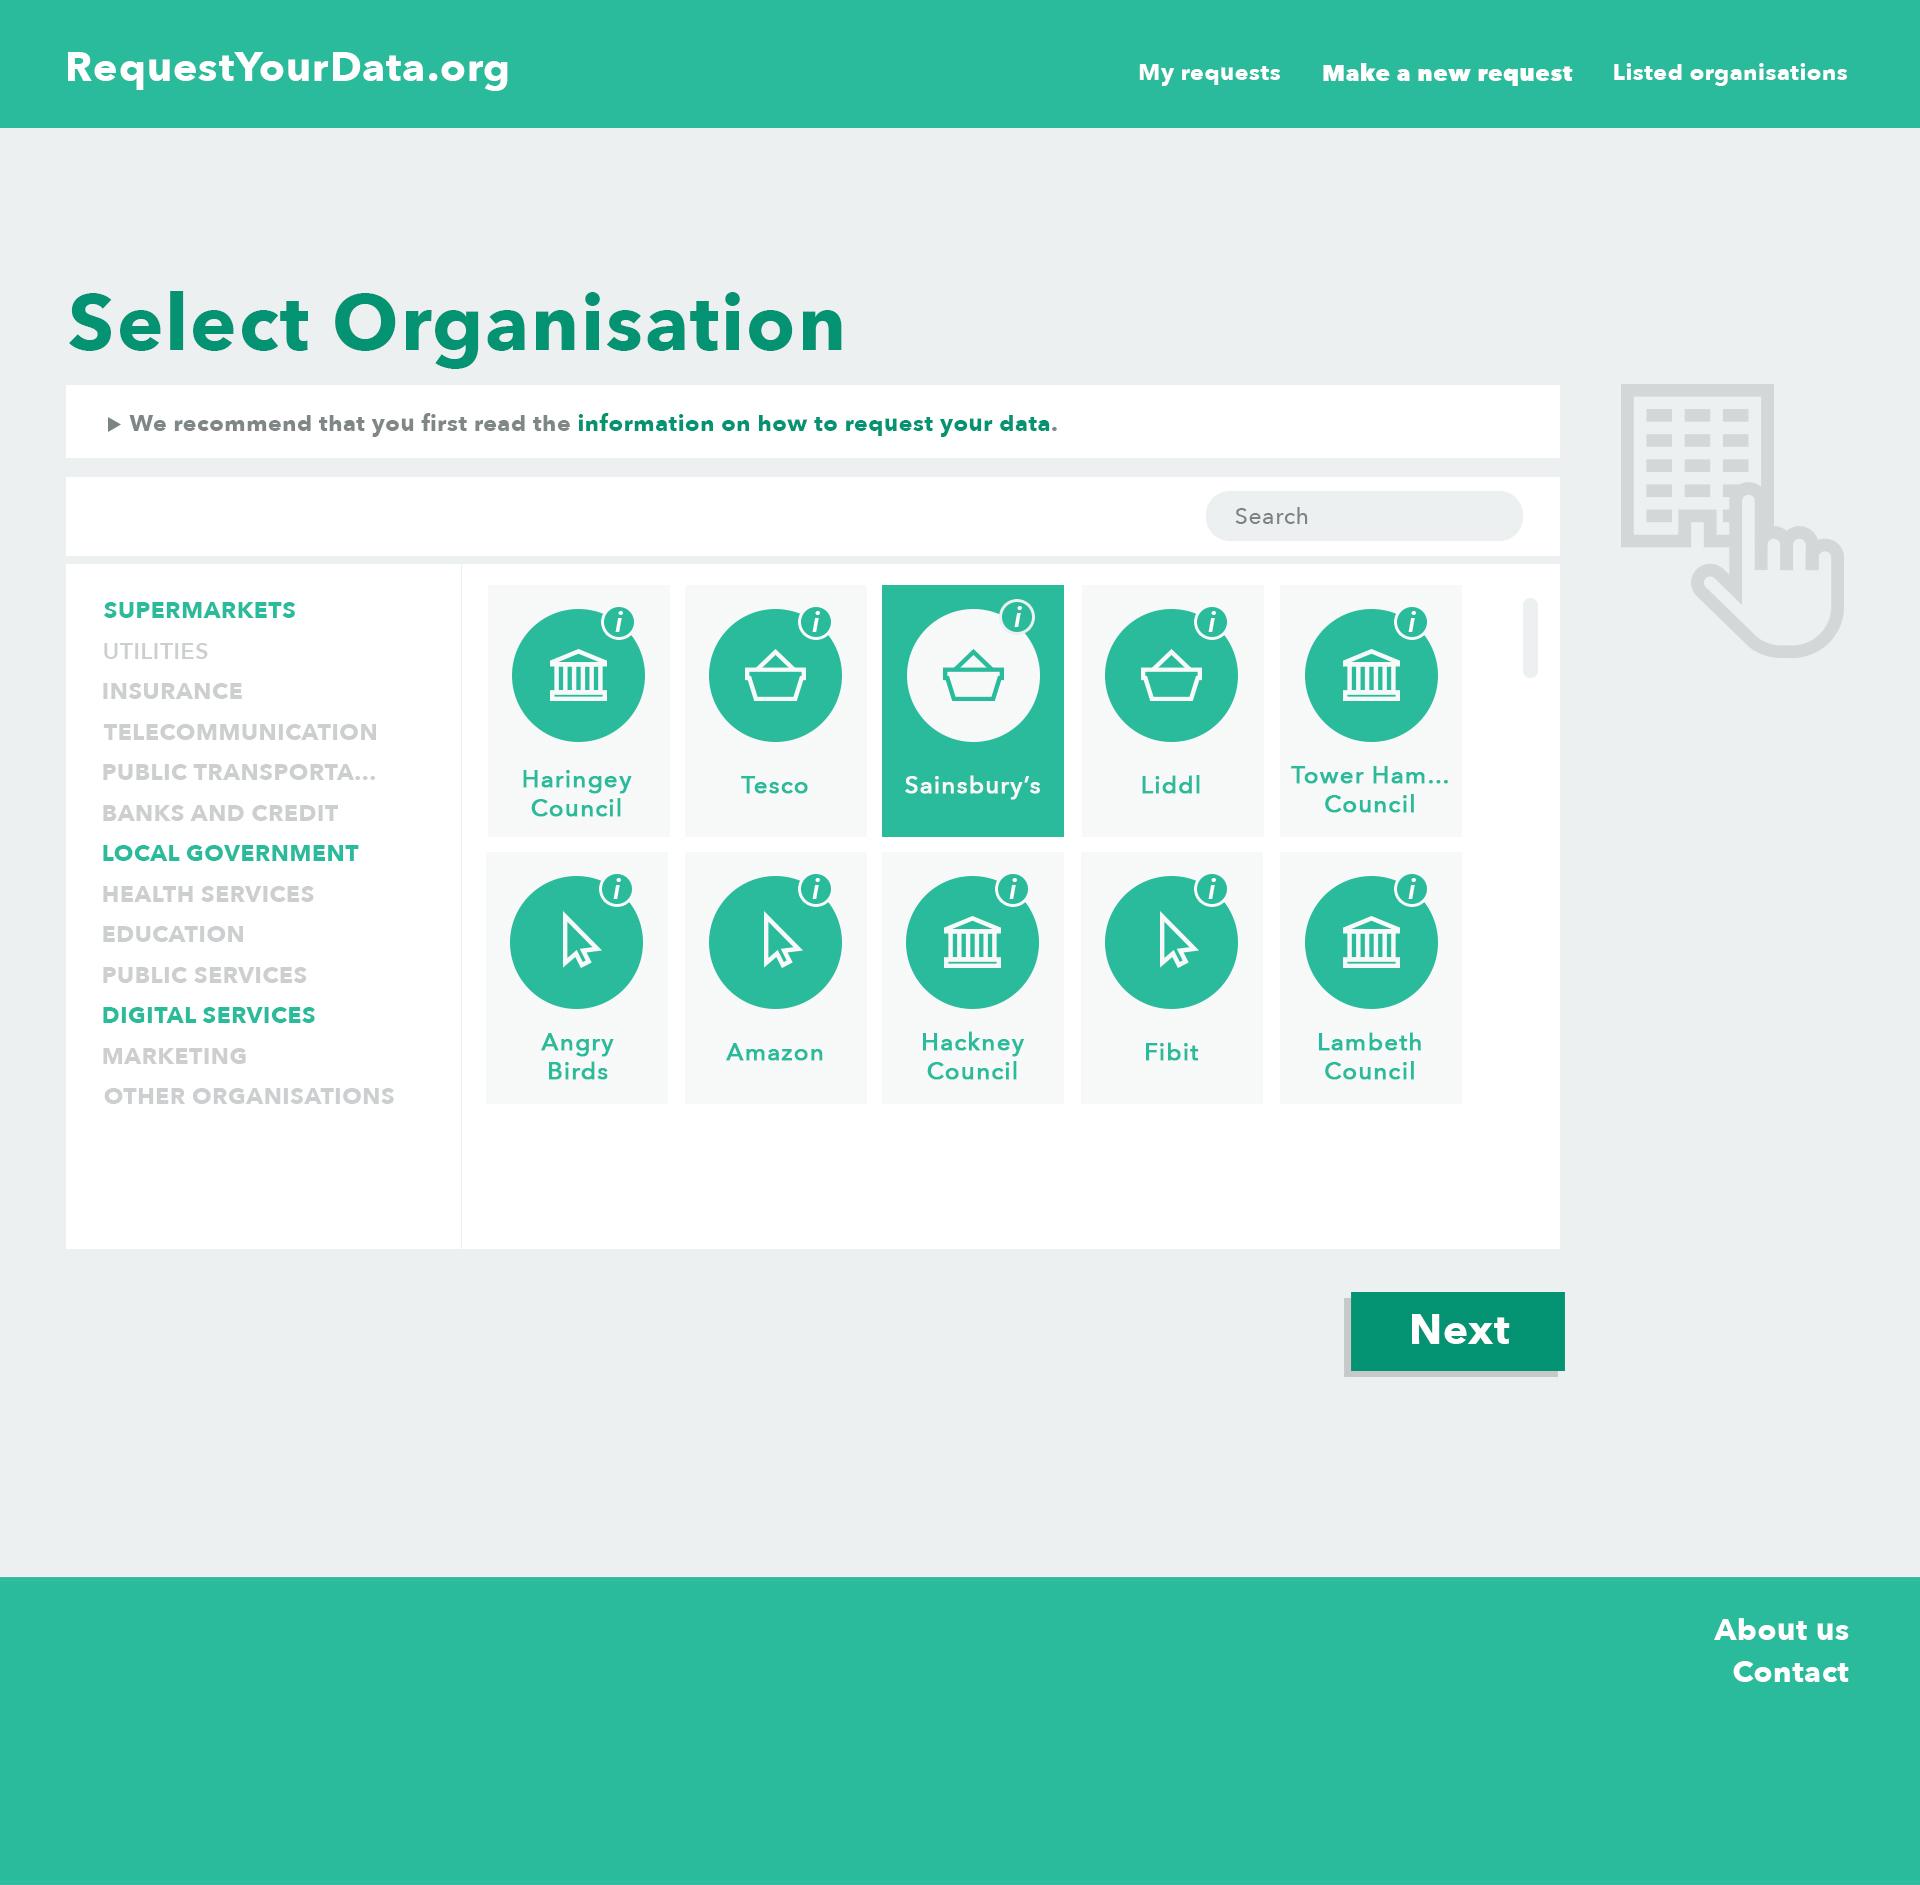 RequestYourData.org
My requests
Make a new request
Listed organisations
Select Organisation
We recommend that you first read the information on how to request your data.
Search
SUPERMARKETS
UTILITIES
INSURANCE
TELECOMMUNICATION
PUBLIC TRANSPORTA...
BANKS AND CREDIT
LOCAL GOVERNMENT
HEALTH SERVICES
EDUCATION
PUBLIC SERVICES
DIGITAL SERVICES
MARKETING
OTHER ORGANISATIONS
i
Haringey
Council
i
Tesco
i
Sainsbury’s
i
Liddl
i
Tower Ham...
Council
i
Angry
Birds
i
Amazon
i
Hackney
Council
i
Fibit
i
Lambeth
Council
Next
About us
Contact